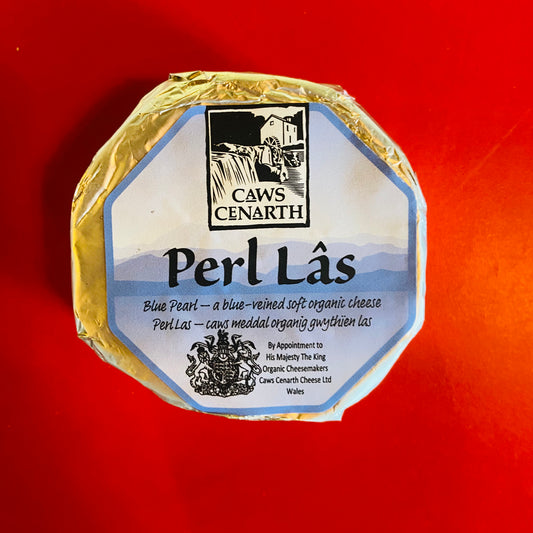 CAWS
CENARTH
Perl Lâs
Blue Pearl — a blue-veined soft organic cheese
Perl Las — caws meddal organig gwythïen las
By Appointment to
His Majesty The King
Organic Cheesemakers
Caws Cenarth Cheese Ltd
Wales